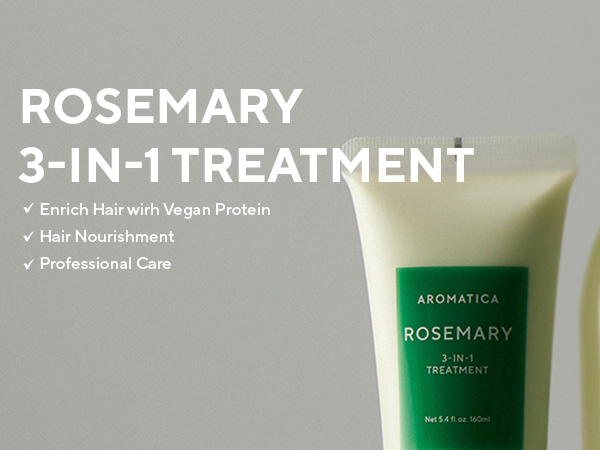 ROSEMARY
3-IN-1 TREATMENT
✓ Enrich Hair wirh Vegan Protein
✓ Hair Nourishment
✓ Professional Care
AROMATICA
ROSEMARY
3-IN-1
TREATMENT
Net 5.4 fl. oz. 160ml